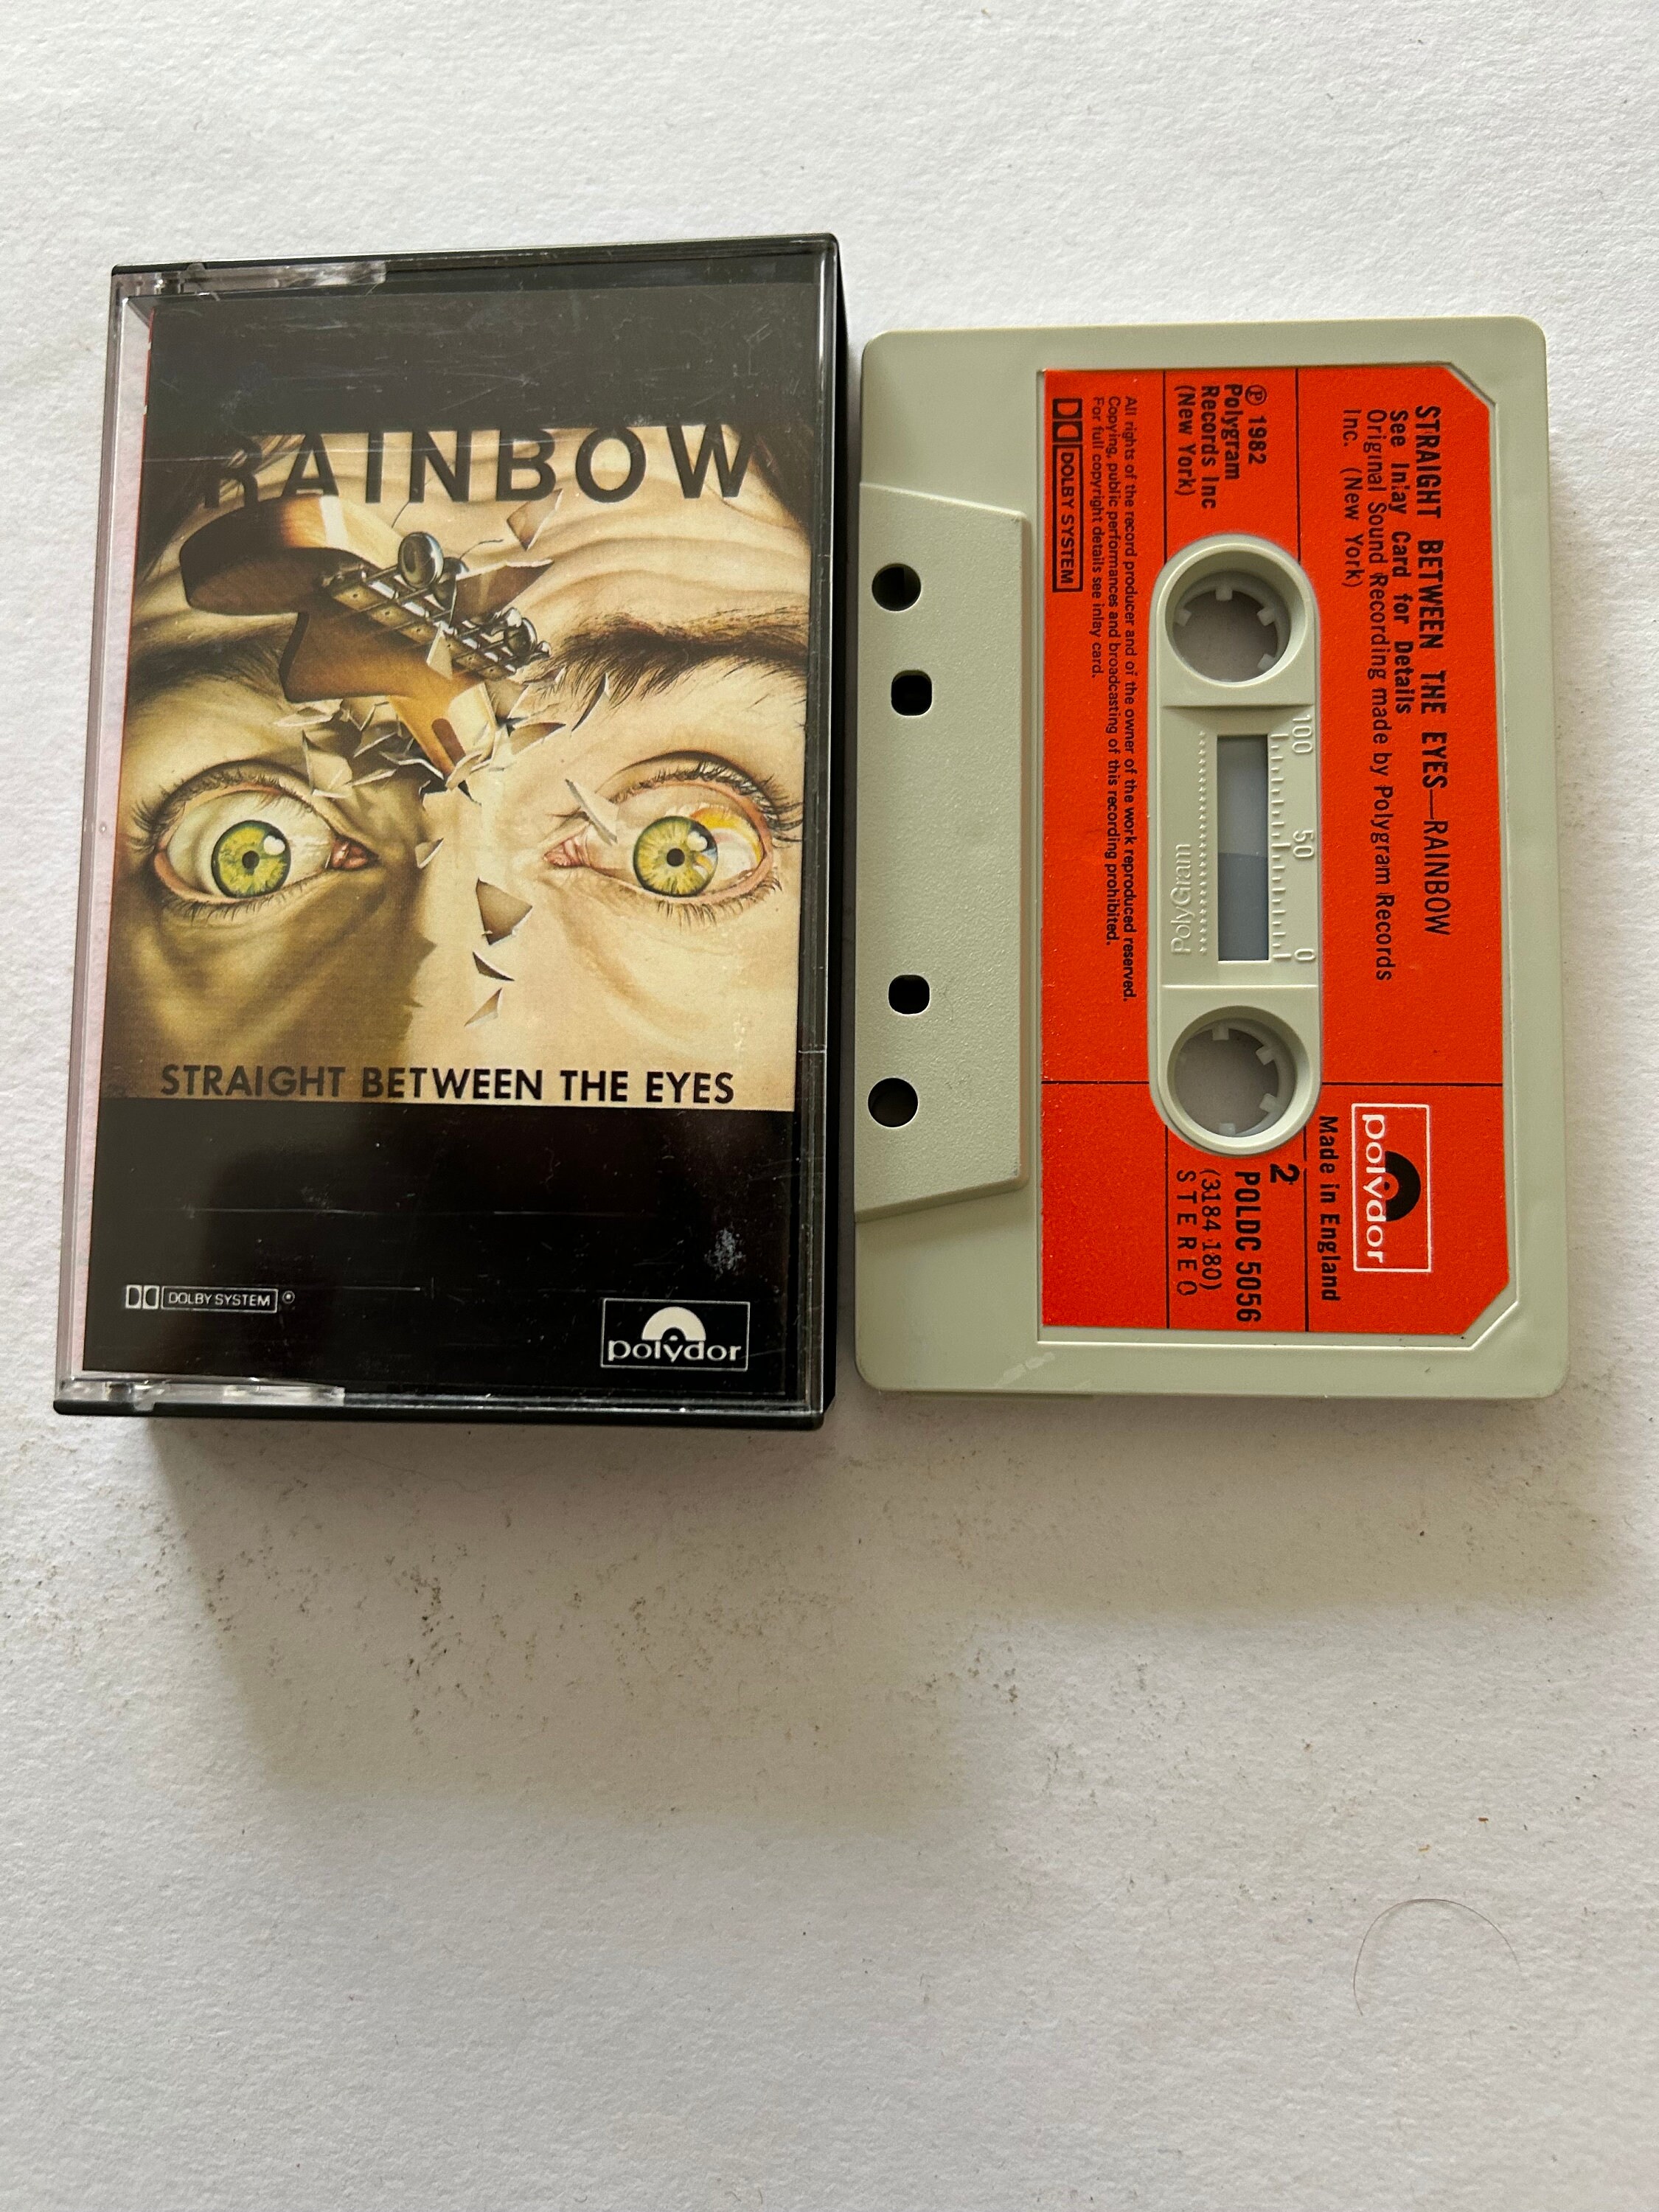 RAINBOW
STRAIGHT BETWEEN THE EYES
DOLBY SYSTEM
polydor
STRAIGHT BETWEEN THE EYES—RAINBOW
See Inlay Card for Details
Original Sound Recording made by Polygram Records
Inc. (New York)
polydor
Made in England
℗ 1982
Polygram
Records Inc
(New York)
100 50 0
PolyGram
2
POLDC 5056
(3184 180)
STEREO
All rights of the record producer and of the owner of the work reproduced reserved.
Copying, public performances and broadcasting of this recording prohibited.
For full copyright details see inlay card.
DOLBY SYSTEM